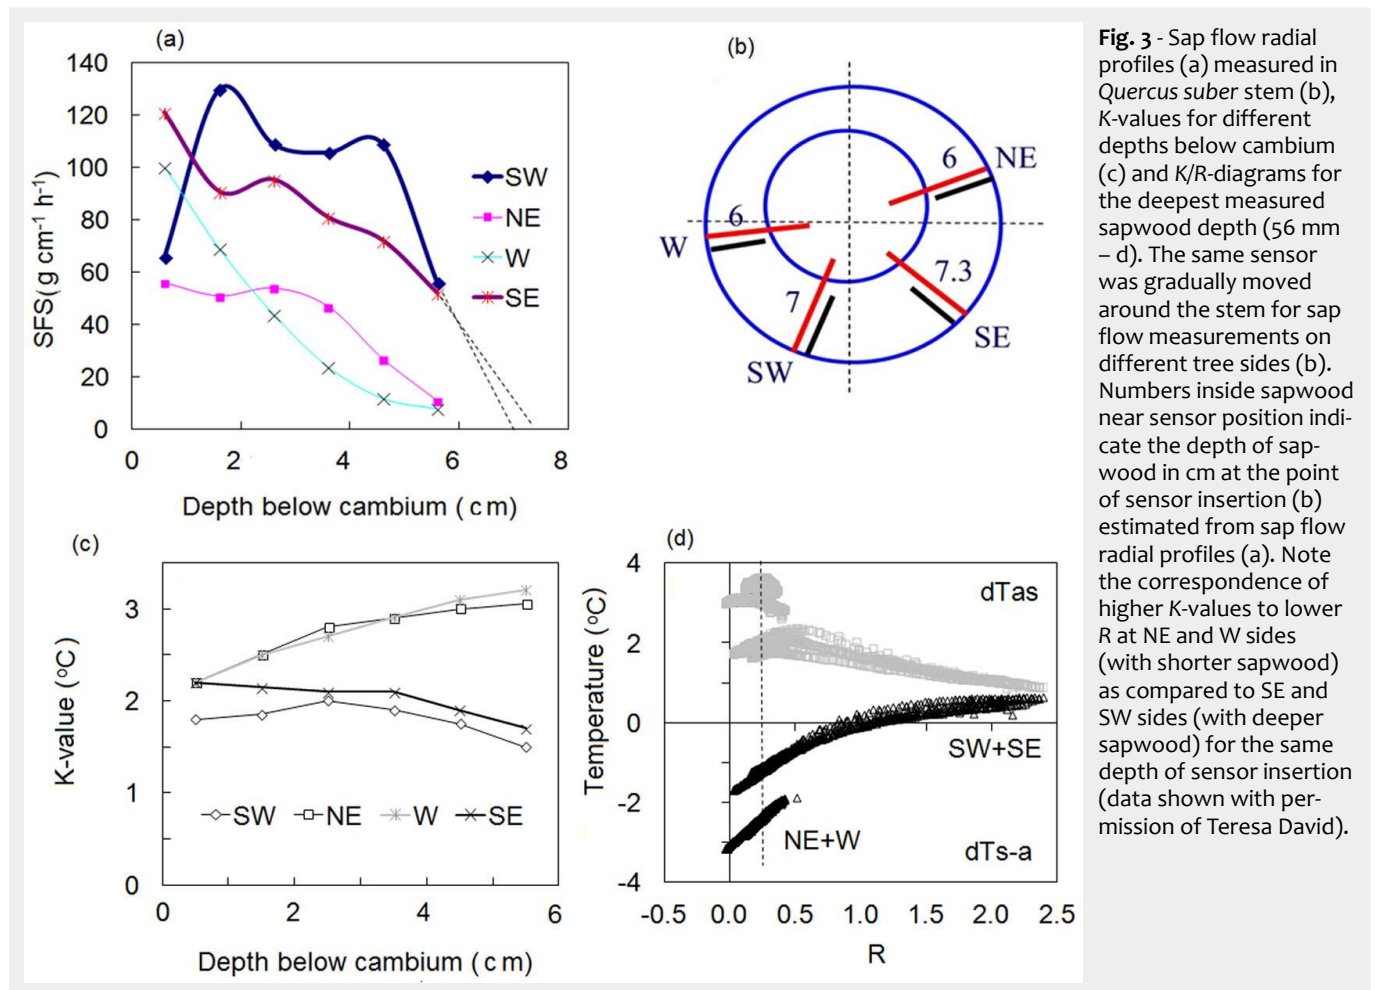 (a)
140
120
100
80
60
40
20
0
SFS(g cm-1 h-1)
0 2 4 6 8
Depth below cambium (cm)
SW
NE
W
SE
(b)
6 NE
6
W
7.3
SE
7
SW
(c)
3
2
1
0
K-value (oC)
SW NE W SE
0 2 4 6
Depth below cambium (cm)
(d)
4
2
0
-2
-4
Temperature (oC)
dTas
SW+SE
NE+W
dTs-a
-0.5 0.0 0.5 1.0 1.5 2.0 2.5
R
Fig. 3 - Sap flow radial
profiles (a) measured in
Quercus suber stem (b),
K-values for different
depths below cambium
(c) and K/R-diagrams for
the deepest measured
sapwood depth (56 mm
– d). The same sensor
was gradually moved
around the stem for sap
flow measurements on
different tree sides (b).
Numbers inside sapwood
near sensor position indi-
cate the depth of sap-
wood in cm at the point
of sensor insertion (b)
estimated from sap flow
radial profiles (a). Note
the correspondence of
higher K-values to lower
R at NE and W sides
(with shorter sapwood)
as compared to SE and
SW sides (with deeper
sapwood) for the same
depth of sensor insertion
(data shown with per-
mission of Teresa David).